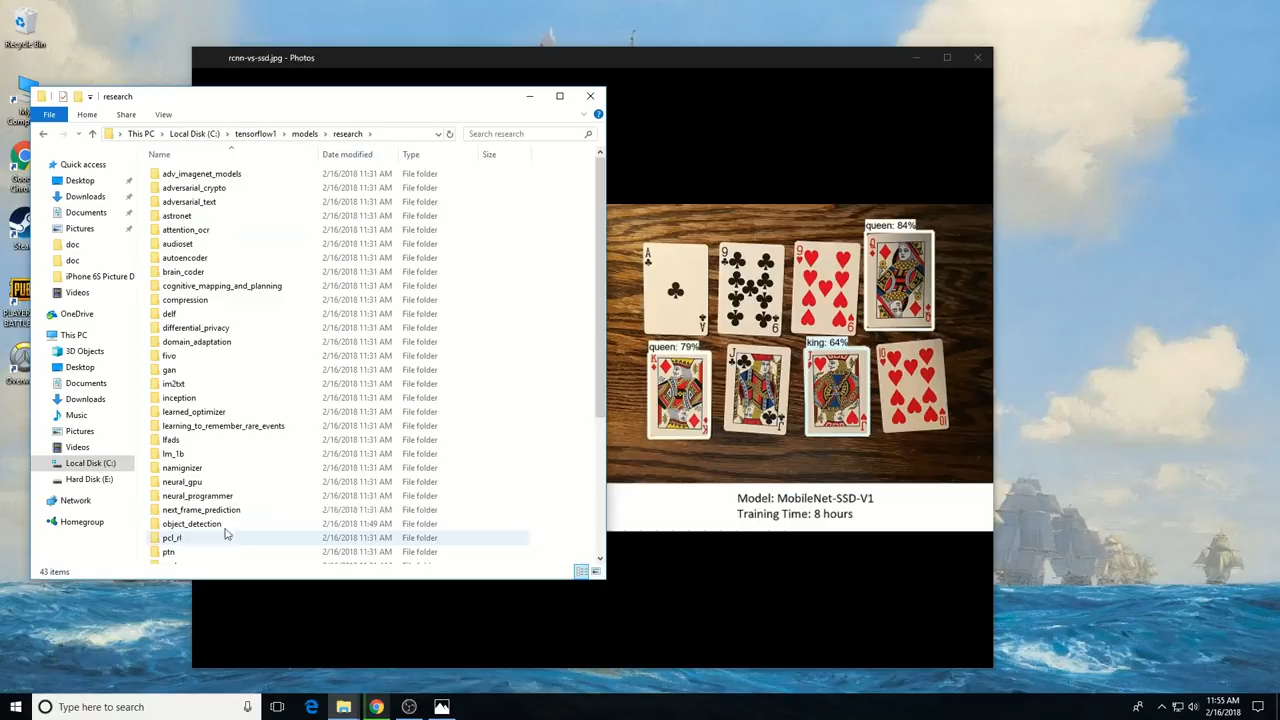 Recycle Bin
rcnn-vs-ssd.jpg - Photos
research
File
Home
Share
View
This PC
Local Disk (C:)
tensorflow1
models
research
Search research
Name
Date modified
Type
Size
Quick access
Desktop
Downloads
Documents
Pictures
doc
doc
iPhone 6S Picture D
Videos
OneDrive
This PC
3D Objects
Desktop
Documents
Downloads
Music
Pictures
Videos
Local Disk (C:)
Hard Disk (E:)
Network
Homegroup
adv_imagenet_models 2/16/2018 11:31 AM File folder
adversarial_crypto 2/16/2018 11:31 AM File folder
adversarial_text 2/16/2018 11:31 AM File folder
astronet 2/16/2018 11:31 AM File folder
attention_ocr 2/16/2018 11:31 AM File folder
audioset 2/16/2018 11:31 AM File folder
autoencoder 2/16/2018 11:31 AM File folder
brain_coder 2/16/2018 11:31 AM File folder
cognitive_mapping_and_planning 2/16/2018 11:31 AM File folder
compression 2/16/2018 11:31 AM File folder
delf 2/16/2018 11:31 AM File folder
differential_privacy 2/16/2018 11:31 AM File folder
domain_adaptation 2/16/2018 11:31 AM File folder
fivo 2/16/2018 11:31 AM File folder
gan 2/16/2018 11:31 AM File folder
im2txt 2/16/2018 11:31 AM File folder
inception 2/16/2018 11:31 AM File folder
learned_optimizer 2/16/2018 11:31 AM File folder
learning_to_remember_rare_events 2/16/2018 11:31 AM File folder
lfads 2/16/2018 11:31 AM File folder
lm_1b 2/16/2018 11:31 AM File folder
namignizer 2/16/2018 11:31 AM File folder
neural_gpu 2/16/2018 11:31 AM File folder
neural_programmer 2/16/2018 11:31 AM File folder
next_frame_prediction 2/16/2018 11:31 AM File folder
object_detection 2/16/2018 11:49 AM File folder
pcl_rl 2/16/2018 11:31 AM File folder
ptn 2/16/2018 11:31 AM File folder
43 items
queen: 84%
A
9
9
Q
queen: 79%
king: 64%
K
J
J
10
Model: MobileNet-SSD-V1
Training Time: 8 hours
Type here to search
11:55 AM
2/16/2018